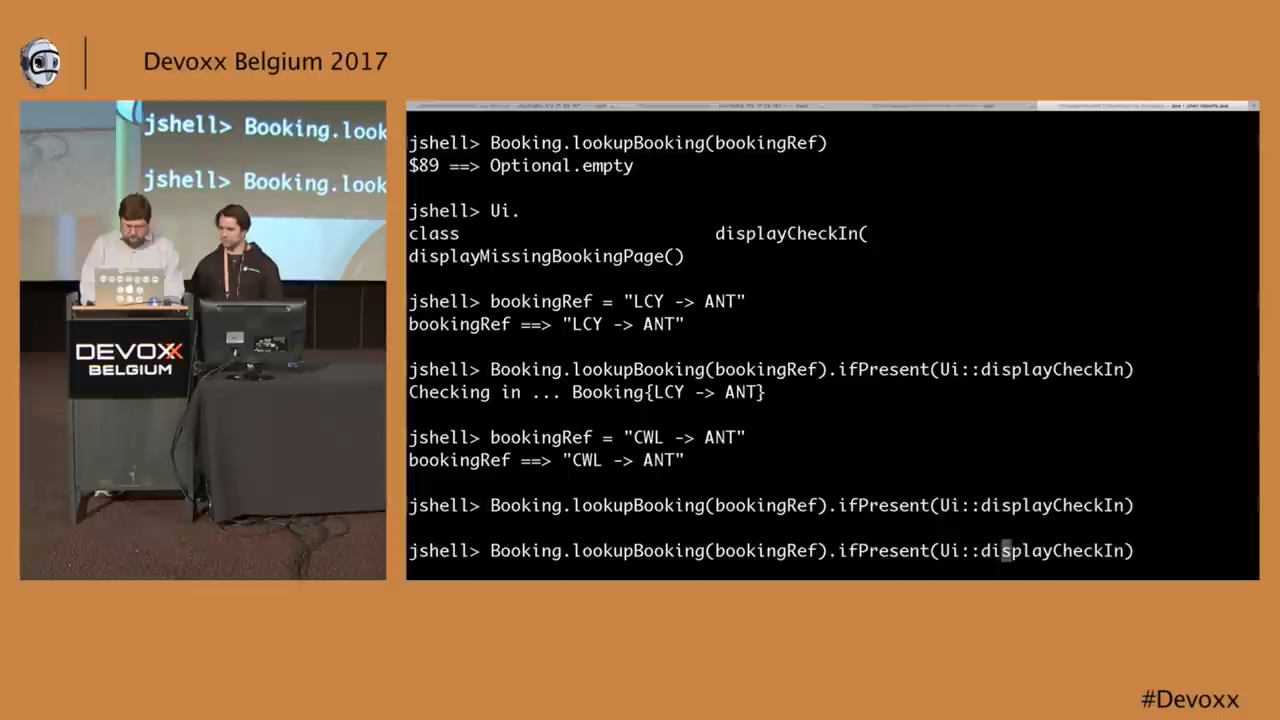 Devoxx Belgium 2017
jshell> Booking.look
jshell> Booking.look
DEVOXX
BELGIUM
jshell> Booking.lookupBooking(bookingRef)
$89 ==> Optional.empty
jshell> Ui.
class displayCheckIn(
displayMissingBookingPage()
jshell> bookingRef = "LCY -> ANT"
bookingRef ==> "LCY -> ANT"
jshell> Booking.lookupBooking(bookingRef).ifPresent(Ui::displayCheckIn)
Checking in ... Booking{LCY -> ANT}
jshell> bookingRef = "CWL -> ANT"
bookingRef ==> "CWL -> ANT"
jshell> Booking.lookupBooking(bookingRef).ifPresent(Ui::displayCheckIn)
jshell> Booking.lookupBooking(bookingRef).ifPresent(Ui::displayCheckIn)
#Devoxx